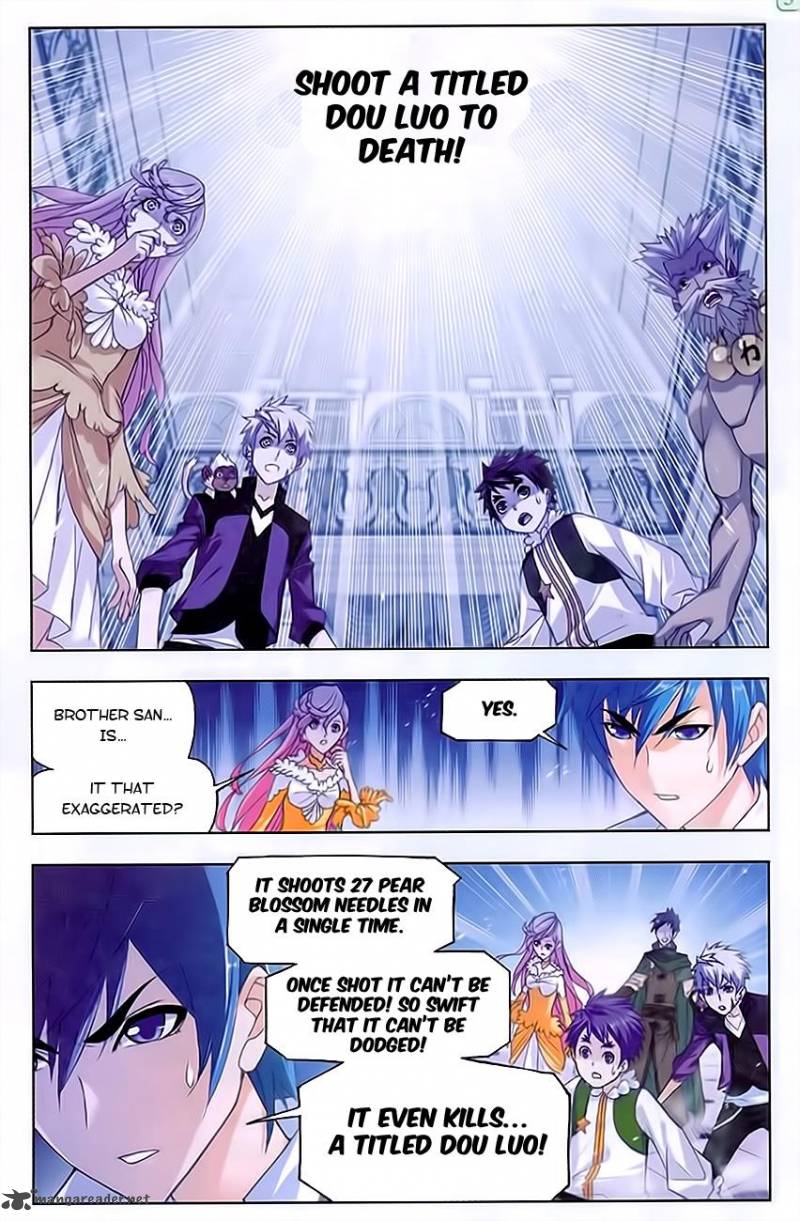 SHOOT A TITLED
DOU LUO TO
DEATH!
力
BROTHER SAN...
IS...
IT THAT
EXAGGERATED?
YES.
IT SHOOTS 27 PEAR
BLOSSOM NEEDLES IN
A SINGLE TIME.
ONCE SHOT IT CAN'T BE
DEFENDED! SO SWIFT
THAT IT CAN'T BE
DODGED!
IT EVEN KILLS...
A TITLED DOU LUO!
mangareader.net